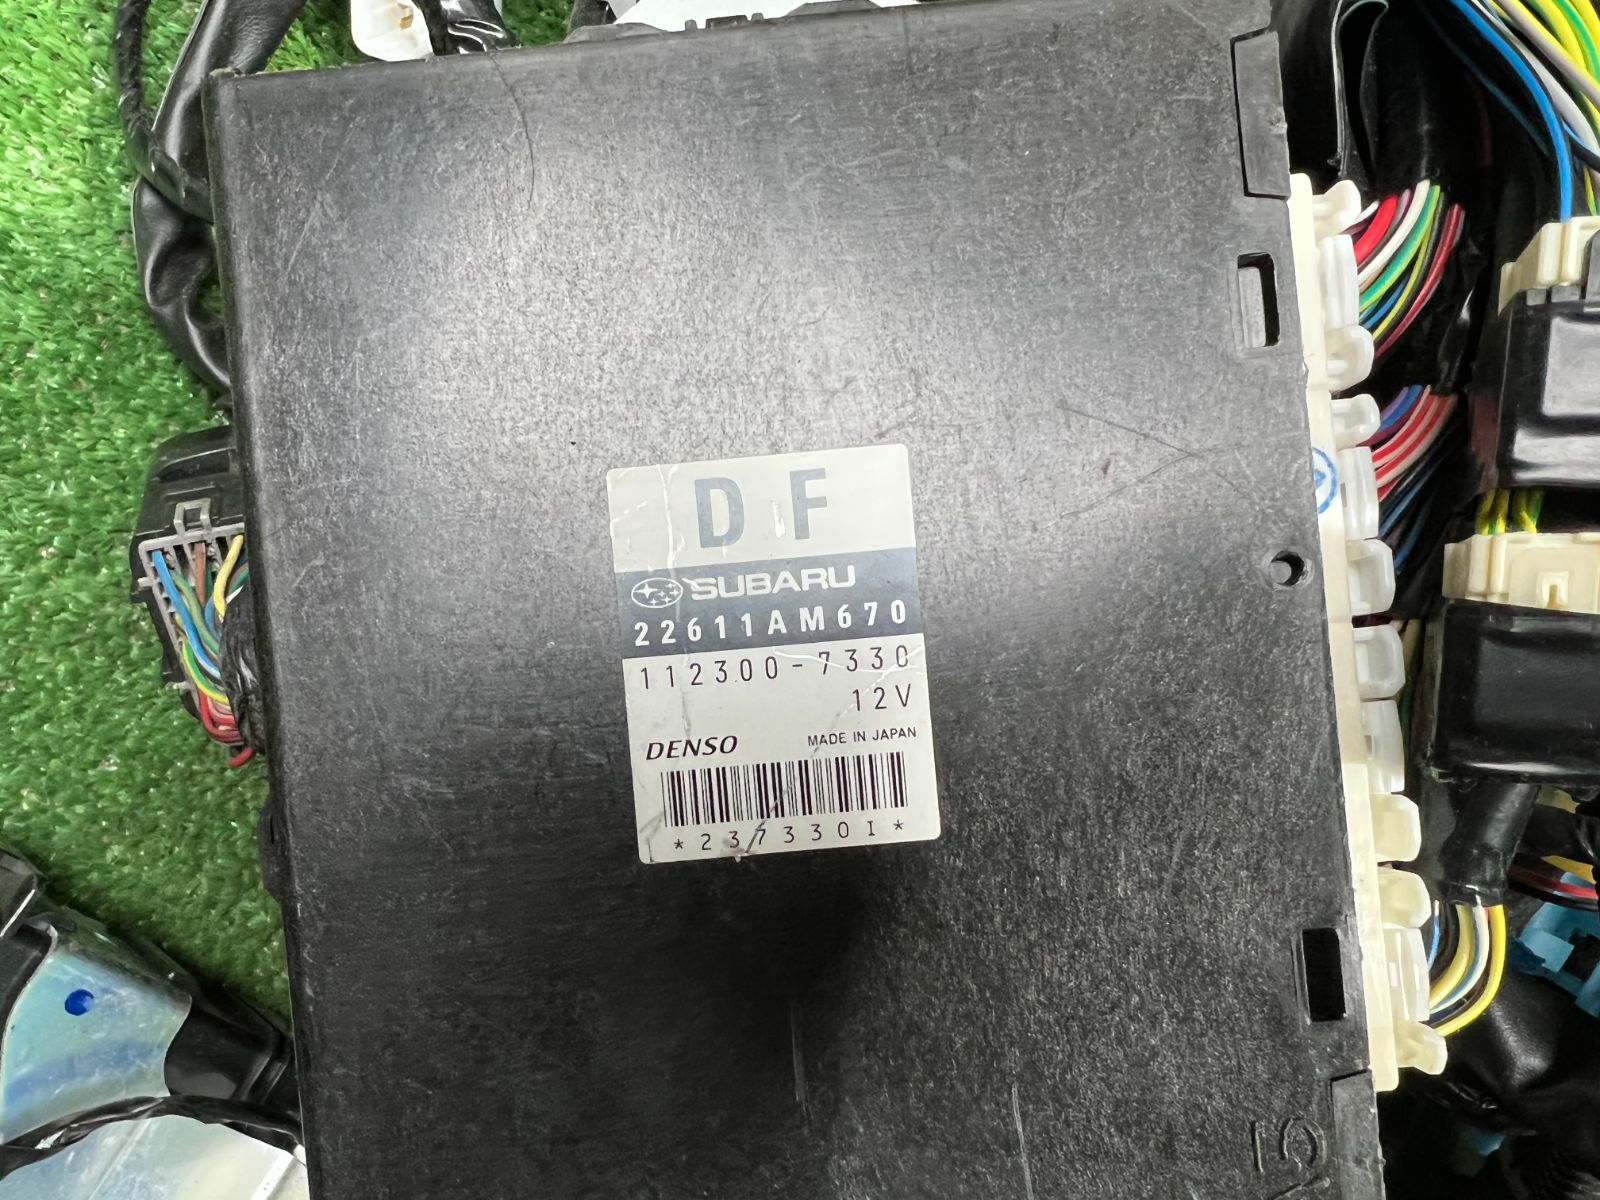 D F
SUBARU
22611AM670
112300-7330
12V
DENSO MADE IN JAPAN
*237330I*